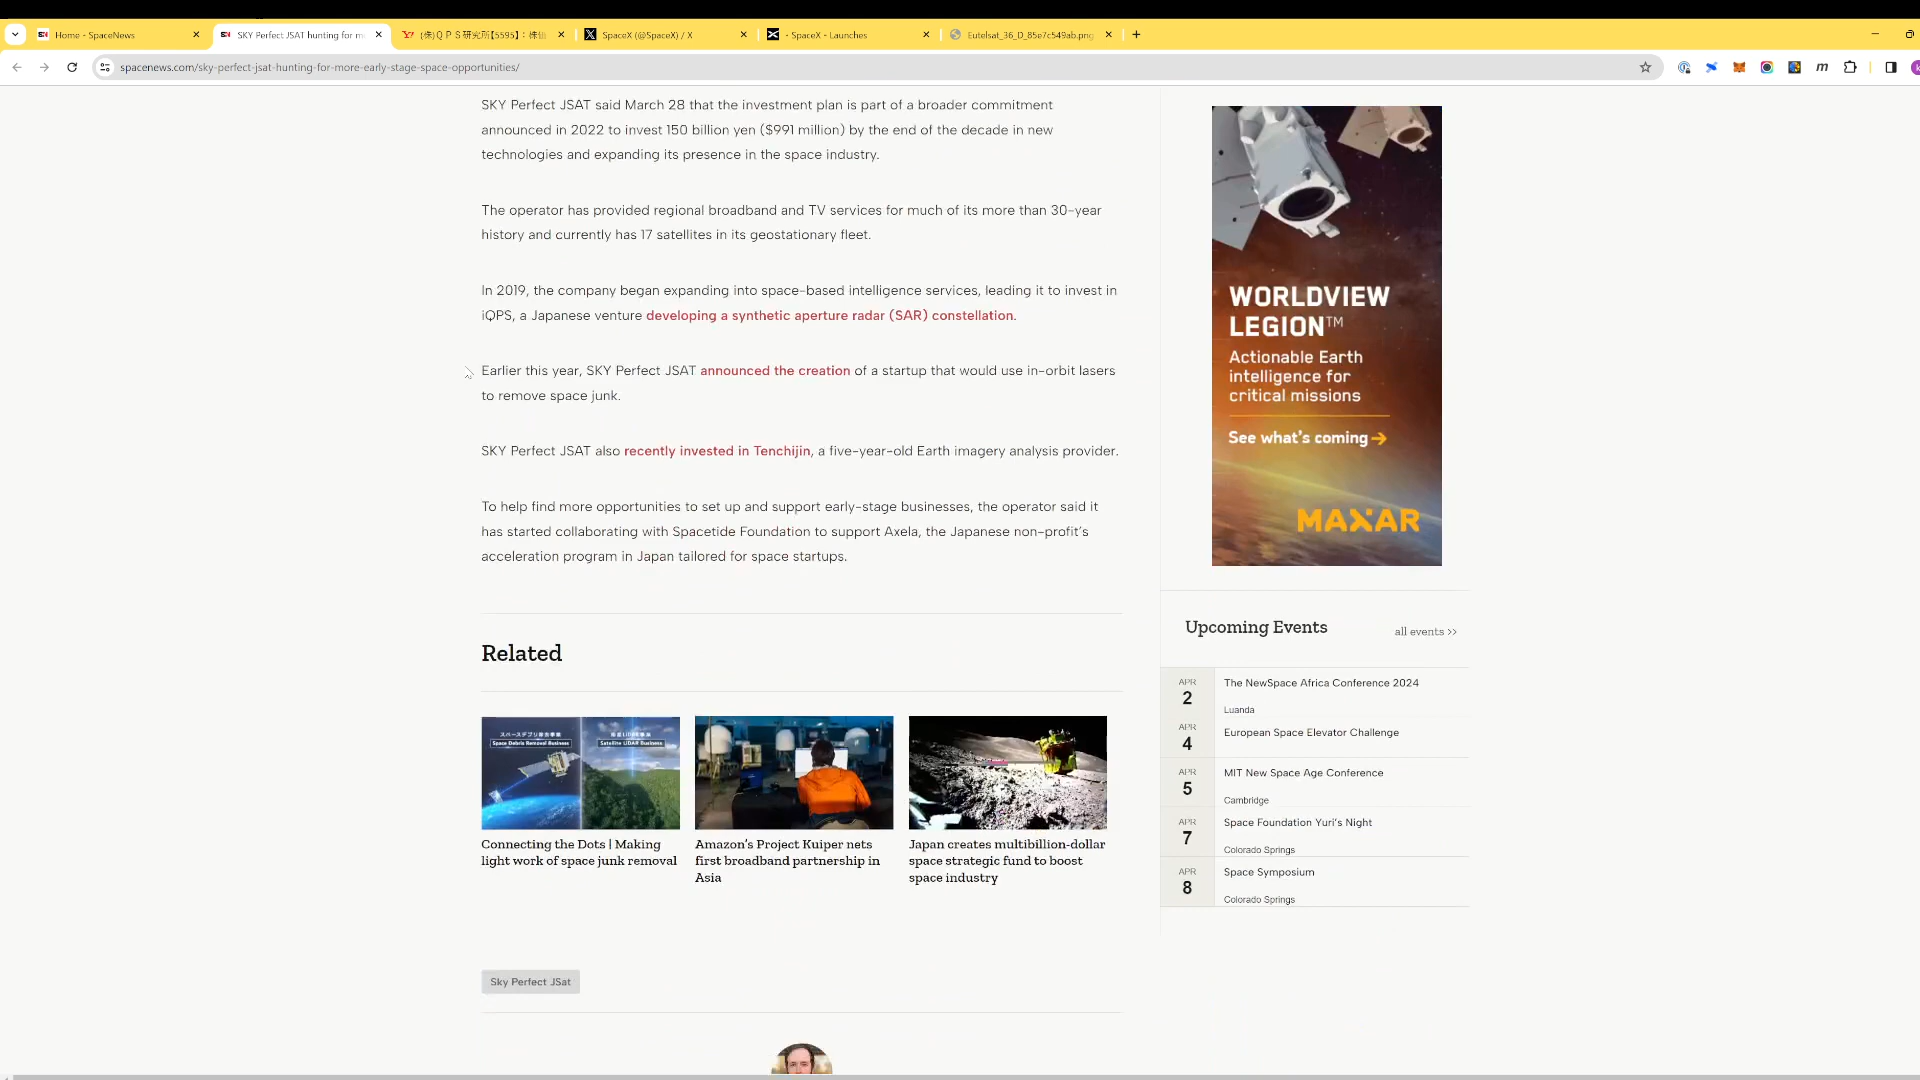 Home - SpaceNews
SKY Perfect JSAT hunting for m
(株)QPS研究所【5595】:株価
SpaceX (@SpaceX) / X
- SpaceX - Launches
Eutelsat_36_D_85e7c549ab.png
spacenews.com/sky-perfect-jsat-hunting-for-more-early-stage-space-opportunities/
SKY Perfect JSAT said March 28 that the investment plan is part of a broader commitment
announced in 2022 to invest 150 billion yen ($991 million) by the end of the decade in new
technologies and expanding its presence in the space industry.
The operator has provided regional broadband and TV services for much of its more than 30-year
history and currently has 17 satellites in its geostationary fleet.
In 2019, the company began expanding into space-based intelligence services, leading it to invest in
iQPS, a Japanese venture developing a synthetic aperture radar (SAR) constellation.
Earlier this year, SKY Perfect JSAT announced the creation of a startup that would use in-orbit lasers
to remove space junk.
SKY Perfect JSAT also recently invested in Tenchijin, a five-year-old Earth imagery analysis provider.
To help find more opportunities to set up and support early-stage businesses, the operator said it
has started collaborating with Spacetide Foundation to support Axela, the Japanese non-profit's
acceleration program in Japan tailored for space startups.
Related
スペースデブリ除去事業
Space Debris Removal Business
衛星LiDAR事業
Satellite LiDAR Business
Connecting the Dots | Making
light work of space junk removal
Amazon's Project Kuiper nets
first broadband partnership in
Asia
Japan creates multibillion-dollar
space strategic fund to boost
space industry
Sky Perfect JSat
WORLDVIEW
LEGION™
Actionable Earth
intelligence for
critical missions
See what's coming →
MAXAR
Upcoming Events
all events >>
APR
2
The NewSpace Africa Conference 2024
Luanda
APR
4
European Space Elevator Challenge
APR
5
MIT New Space Age Conference
Cambridge
APR
7
Space Foundation Yuri's Night
Colorado Springs
APR
8
Space Symposium
Colorado Springs